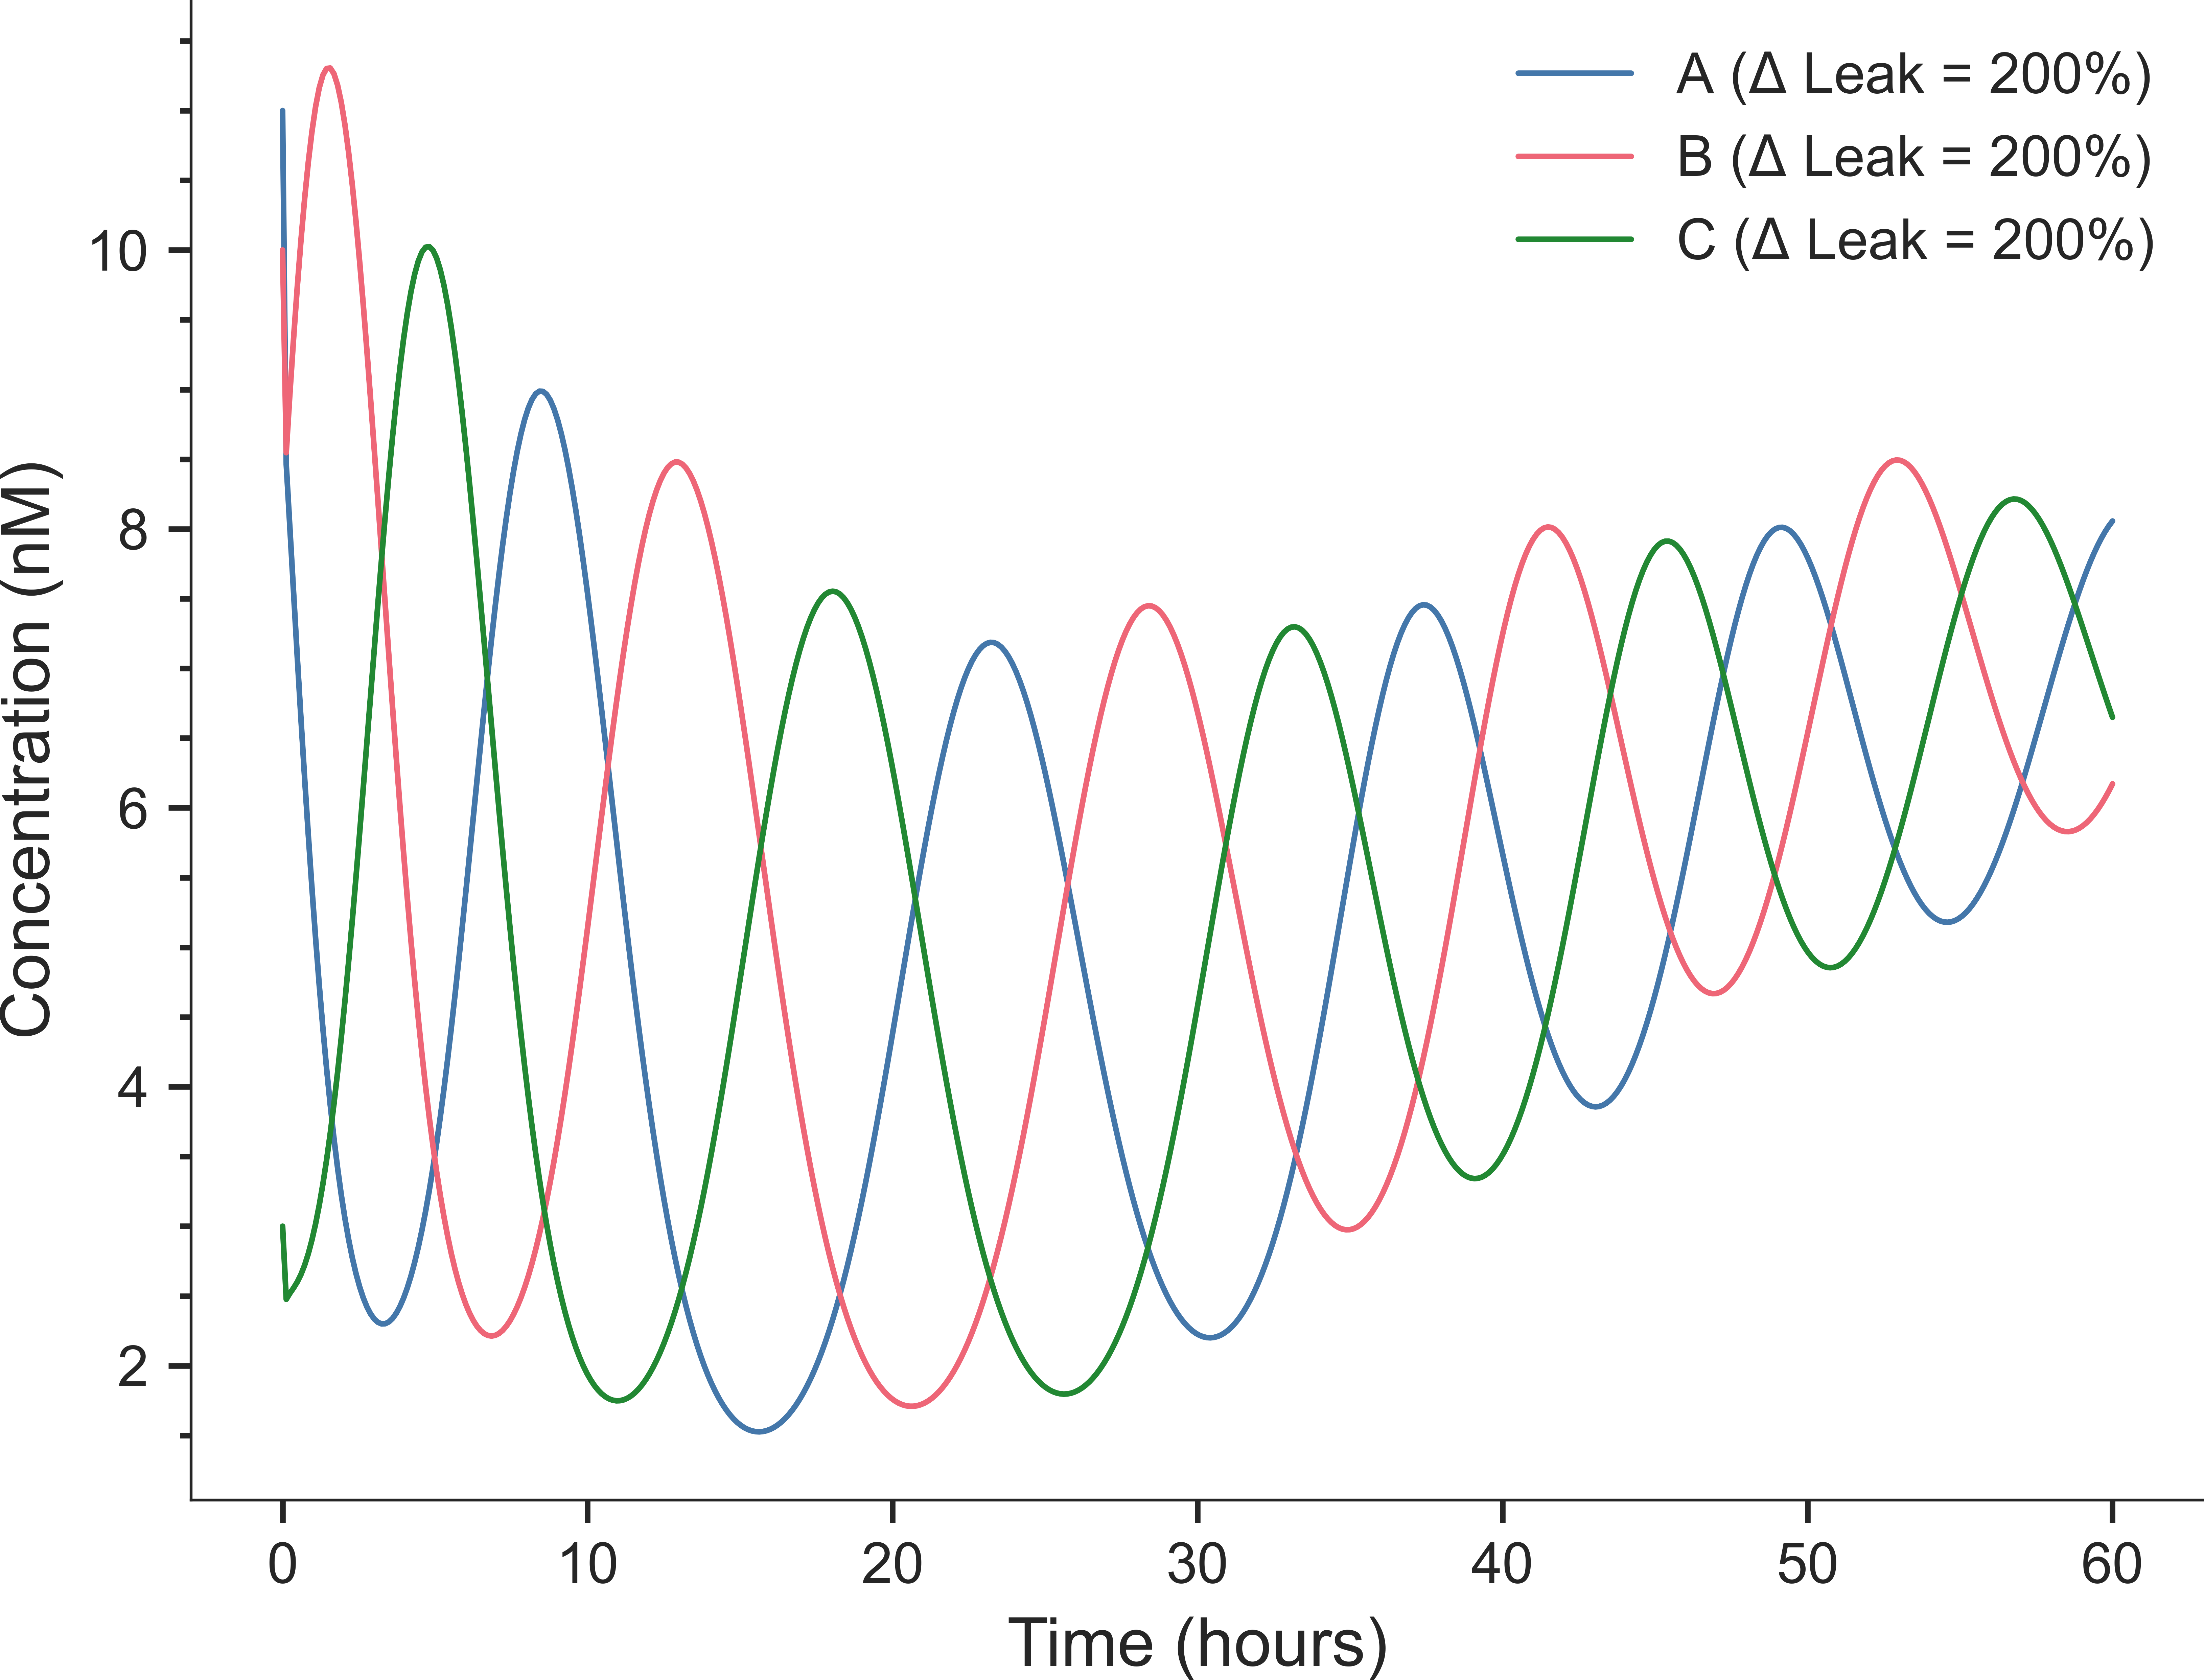 A (Δ Leak = 200%)
B (Δ Leak = 200%)
C (Δ Leak = 200%)
Concentration (nM)
10
8
6
4
2
0 10 20 30 40 50 60
Time (hours)